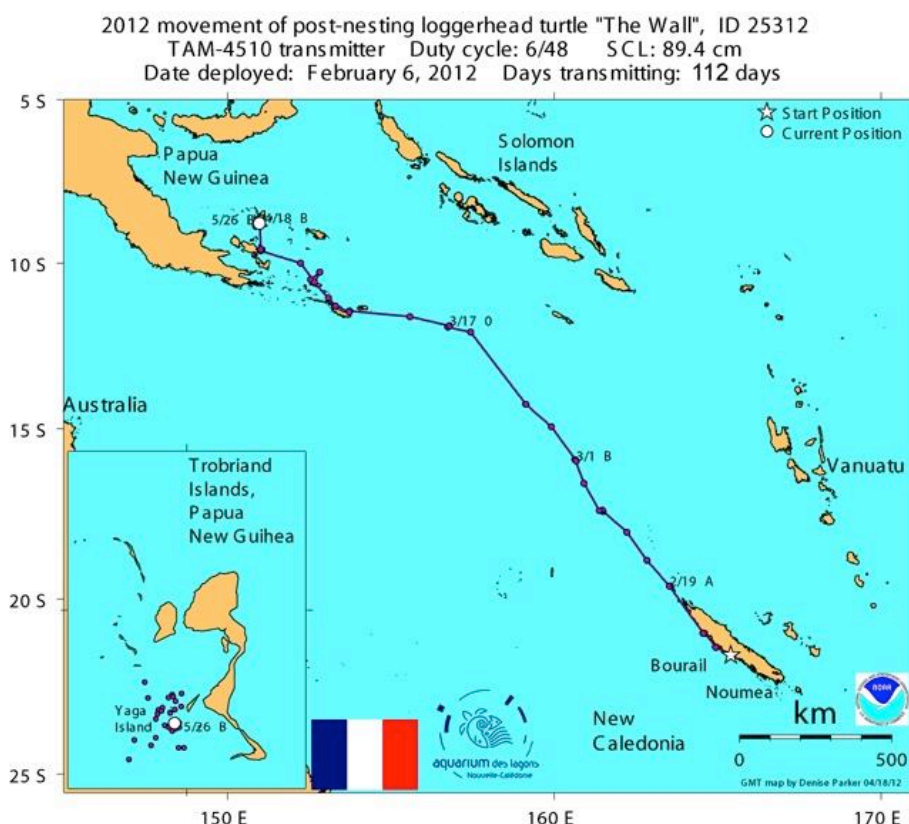 2012 movement of post-nesting loggerhead turtle "The Wall", ID 25312
TAM-4510 transmitter Duty cycle: 6/48 SCL: 89.4 cm
Date deployed: February 6, 2012 Days transmitting: 112 days
5 S
Start Position
Current Position
Papua
New Guinea
Solomon
Islands
5/26 B
4/18 B
10 S
3/17 O
Australia
15 S
3/1 B
Vanuatu
Trobriand
Islands,
Papua
New Guihea
2/19 A
20 S
Bourail
Noumea
NOAA
Yaga
Island
5/26 B
New
Caledonia
km
0 500
aquarium des lagons
Nouvelle-Calédonie
25 S
GMT map by Denise Parker 04/18/12
150 E 160 E 170 E